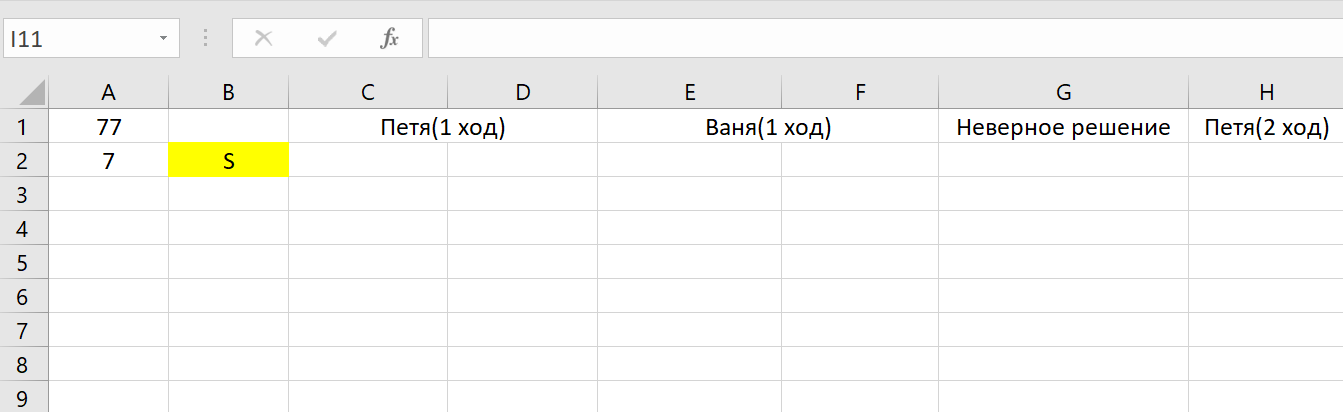 I11 fx
A B C D E F G H
1 77 Петя(1 ход) Ваня(1 ход) Неверное решение Петя(2 ход)
2 7 S
3
4
5
6
7
8
9